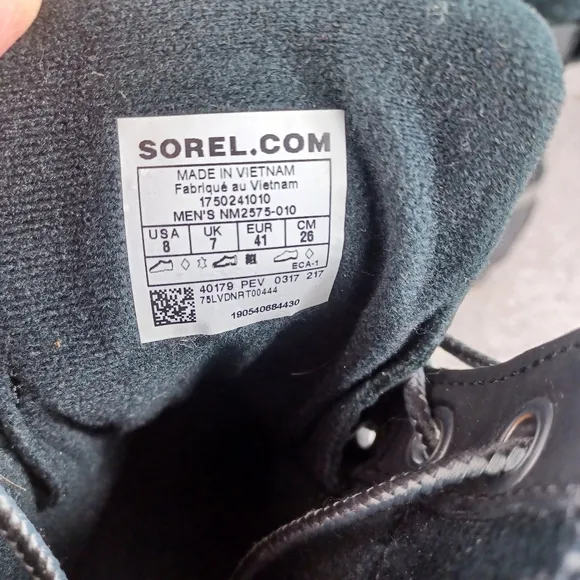 SOREL.COM
MADE IN VIETNAM
Fabriqué au Vietnam
1750241010
MEN'S NM2575-010
USA UK EUR CM
8 7 41 26
ECA-1
40179 PEV 0317 217
75LVDNRT00444
190540684430